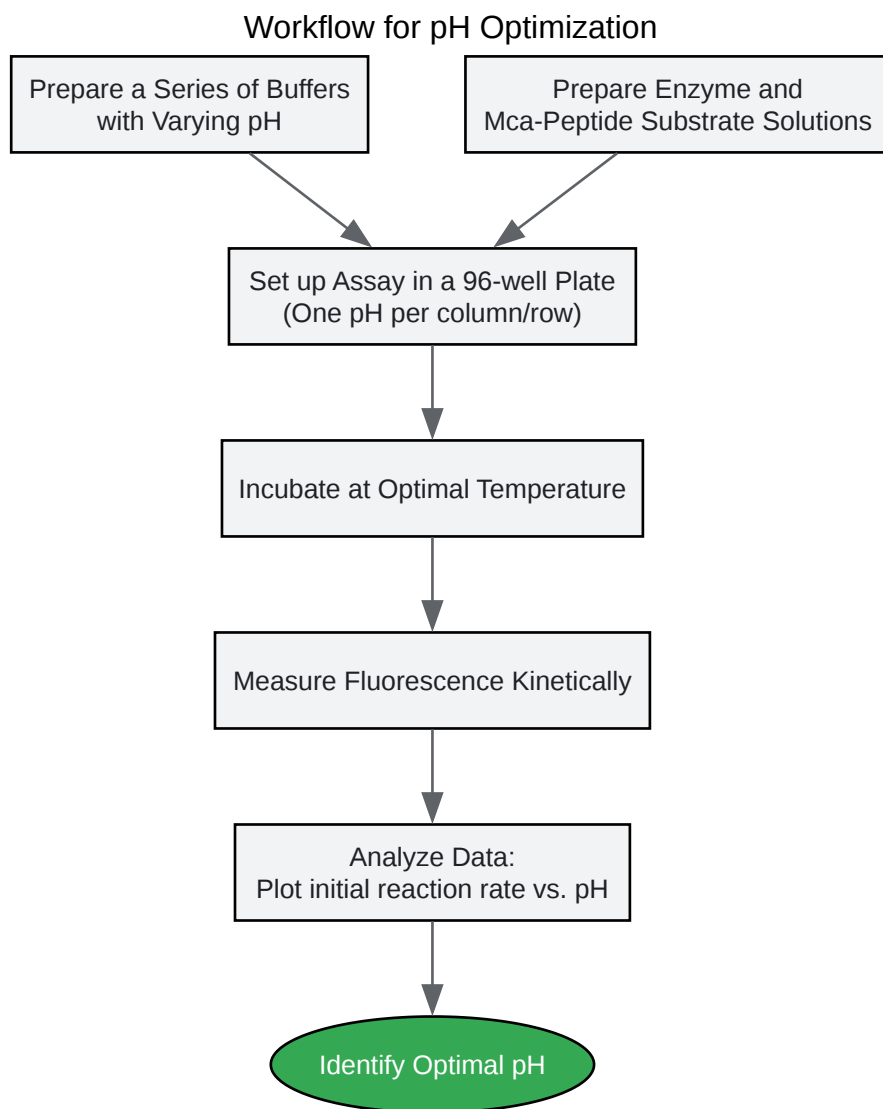 Workflow for pH Optimization
Prepare a Series of Buffers
with Varying pH
Prepare Enzyme and
Mca-Peptide Substrate Solutions
Set up Assay in a 96-well Plate
(One pH per column/row)
Incubate at Optimal Temperature
Measure Fluorescence Kinetically
Analyze Data:
Plot initial reaction rate vs. pH
Identify Optimal pH